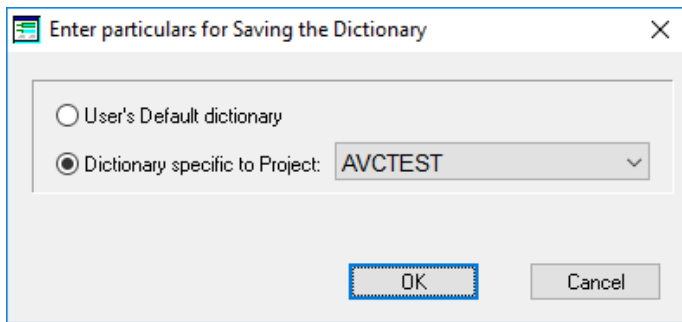 Enter particulars for Saving the Dictionary
User's Default dictionary
Dictionary specific to Project: AVCTEST
OK Cancel